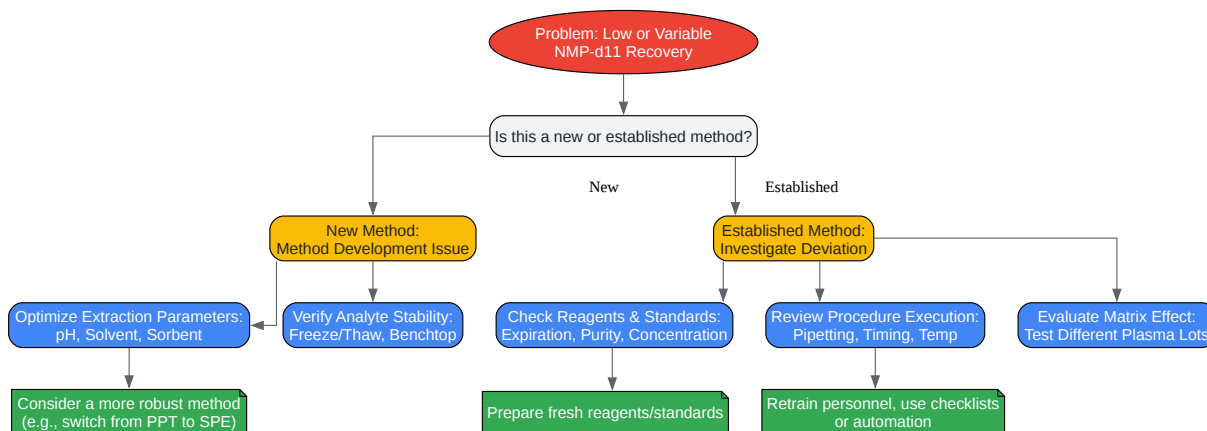 Problem: Low or Variable
NMP-d11 Recovery
Is this a new or established method?
New
Established
New Method:
Method Development Issue
Established Method:
Investigate Deviation
Optimize Extraction Parameters:
pH, Solvent, Sorbent
Verify Analyte Stability:
Freeze/Thaw, Benchtop
Check Reagents & Standards:
Expiration, Purity, Concentration
Review Procedure Execution:
Pipetting, Timing, Temp
Evaluate Matrix Effect:
Test Different Plasma Lots
Consider a more robust method
(e.g., switch from PPT to SPE)
Prepare fresh reagents/standards
Retrain personnel, use checklists
or automation